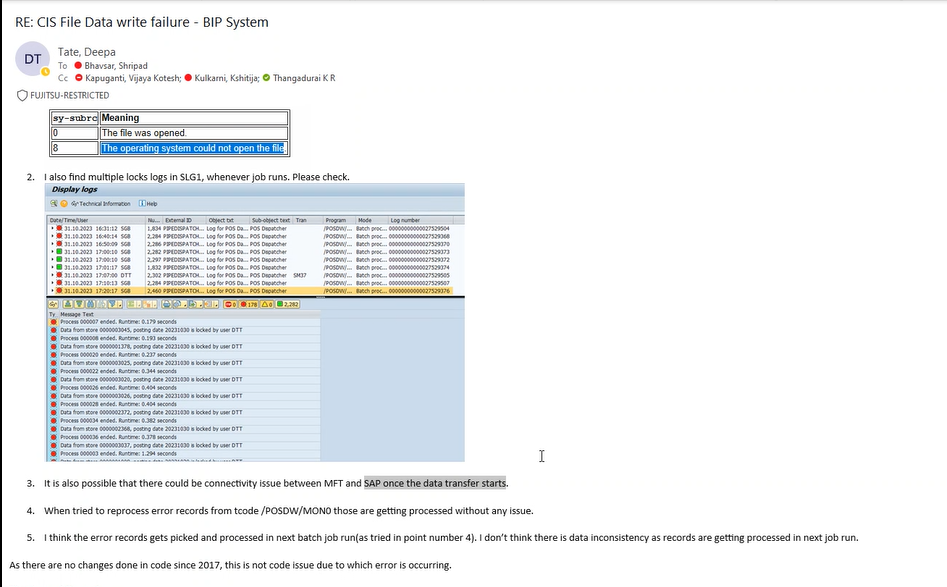 RE: CIS File Data write failure - BIP System
DT
Tate, Deepa
To Bhavsar, Shripad
Cc Kapuganti, Vijaya Kotesh; Kulkarni, Kshitija; Thangadurai K R
FUJITSU-RESTRICTED
sy-subrc Meaning
0 The file was opened.
8 The operating system could not open the file.
2. I also find multiple locks logs in SLG1, whenever job runs. Please check.
Display logs
Technical Information Help
Date/Time/User Nu... External ID Object txt Sub-object text Tran Program Mode Log number
31.10.2023 16:31:12 SGB 1,834 PIPEDISPATCH... Log for POS Da... POS Dispatcher /POSDW/... Batch proc... 00000000000027529504
31.10.2023 16:40:14 SGB 2,284 PIPEDISPATCH... Log for POS Da... POS Dispatcher /POSDW/... Batch proc... 00000000000027529368
31.10.2023 16:50:09 SGB 2,286 PIPEDISPATCH... Log for POS Da... POS Dispatcher /POSDW/... Batch proc... 00000000000027529370
31.10.2023 17:00:10 SGB 2,282 PIPEDISPATCH... Log for POS Da... POS Dispatcher /POSDW/... Batch proc... 00000000000027529373
31.10.2023 17:00:10 SGB 2,297 PIPEDISPATCH... Log for POS Da... POS Dispatcher /POSDW/... Batch proc... 00000000000027529372
31.10.2023 17:01:17 SGB 1,832 PIPEDISPATCH... Log for POS Da... POS Dispatcher /POSDW/... Batch proc... 00000000000027529374
31.10.2023 17:07:00 DTT 2,302 PIPEDISPATCH... Log for POS Da... POS Dispatcher SM37 /POSDW/... Batch proc... 00000000000027529505
31.10.2023 17:10:13 SGB 2,284 PIPEDISPATCH... Log for POS Da... POS Dispatcher /POSDW/... Batch proc... 00000000000027529507
31.10.2023 17:20:17 SGB 2,460 PIPEDISPATCH... Log for POS Da... POS Dispatcher /POSDW/... Batch proc... 00000000000027529376
0 178 0 2,282
Ty Message Text
Process 000007 ended. Runtime: 0.179 seconds
Data from store 0000003045, posting date 20231030 is locked by user DTT
Process 000008 ended. Runtime: 0.193 seconds
Data from store 0000001378, posting date 20231030 is locked by user DTT
Process 000020 ended. Runtime: 0.237 seconds
Data from store 0000003025, posting date 20231030 is locked by user DTT
Process 000022 ended. Runtime: 0.344 seconds
Data from store 0000003020, posting date 20231030 is locked by user DTT
Process 000026 ended. Runtime: 0.404 seconds
Data from store 0000003026, posting date 20231030 is locked by user DTT
Process 000028 ended. Runtime: 0.404 seconds
Data from store 0000002372, posting date 20231030 is locked by user DTT
Process 000034 ended. Runtime: 0.382 seconds
Data from store 0000002368, posting date 20231030 is locked by user DTT
Process 000036 ended. Runtime: 0.378 seconds
Data from store 0000003037, posting date 20231030 is locked by user DTT
Process 000003 ended. Runtime: 1.294 seconds
3. It is also possible that there could be connectivity issue between MFT and SAP once the data transfer starts.
4. When tried to reprocess error records from tcode /POSDW/MON0 those are getting processed without any issue.
5. I think the error records gets picked and processed in next batch job run(as tried in point number 4). I don't think there is data inconsistency as records are getting processed in next job run.
As there are no changes done in code since 2017, this is not code issue due to which error is occurring.